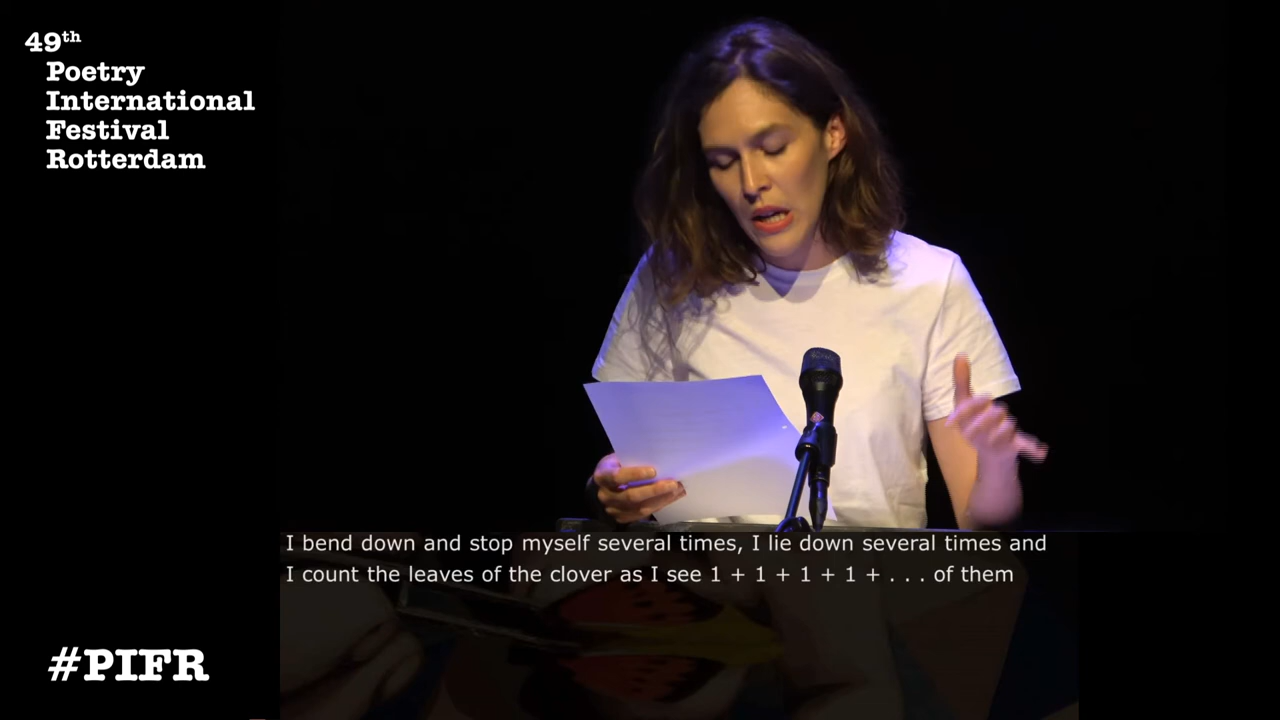 49th
Poetry
International
Festival
Rotterdam
I bend down and stop myself several times, I lie down several times and
I count the leaves of the clover as I see 1 + 1 + 1 + 1 + . . . of them
#PIFR